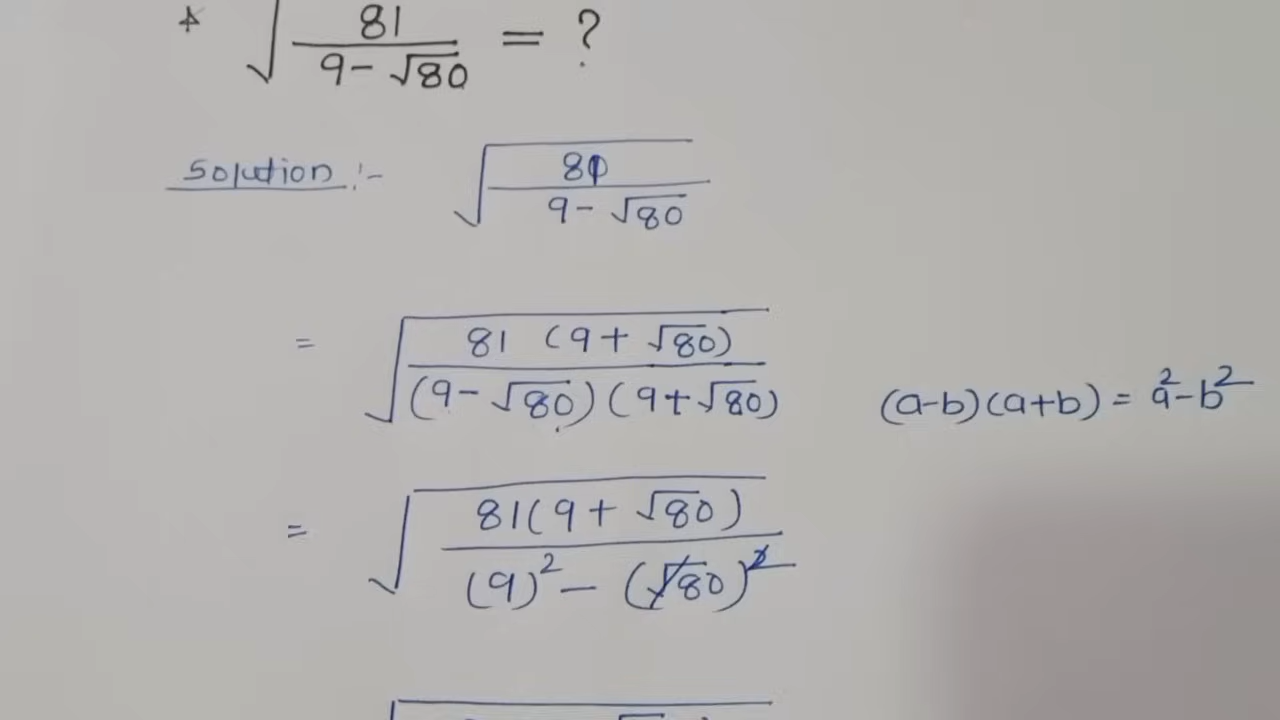 * √(81/(9-√80)) = ?
Solution :- √(81/(9-√80))
= √(81 (9+√80)/((9-√80)(9+√80)))
(a-b)(a+b) = a²-b²
= √(81(9+√80)/((9)²-(√80)²))